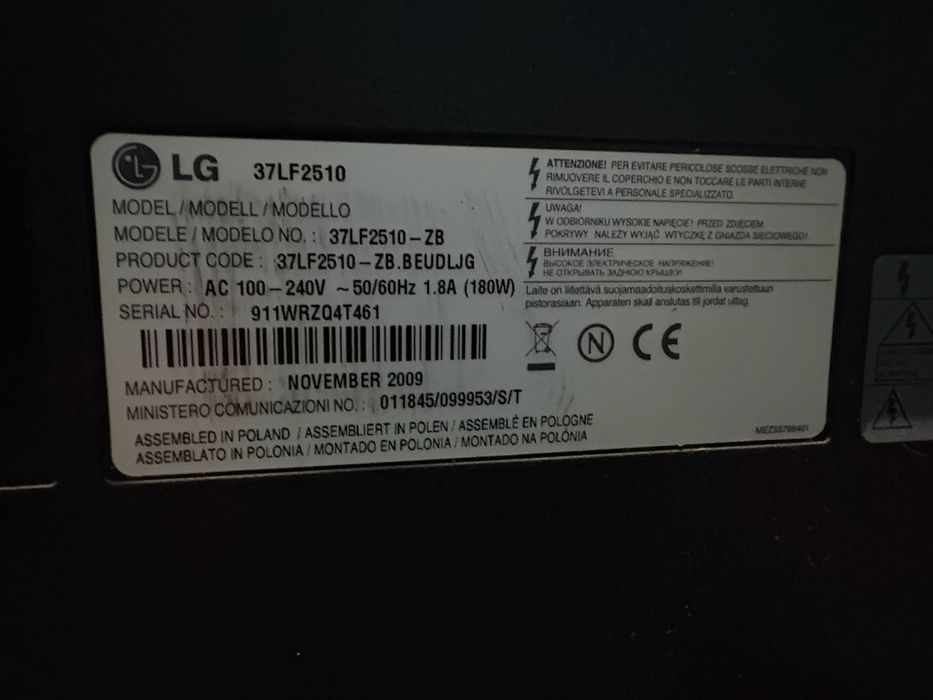 LG 37LF2510
MODEL / MODELL / MODELLO
MODELE / MODELO NO. : 37LF2510-ZB
PRODUCT CODE : 37LF2510-ZB.BEUDLJG
POWER : AC 100-240V ~50/60Hz 1.8A (180W)
SERIAL NO. : 911WRZQ4T461
MANUFACTURED : NOVEMBER 2009
MINISTERO COMUNICAZIONI NO. : 011845/099953/S/T
ASSEMBLED IN POLAND / ASSEMBLIERT IN POLEN / ASSEMBLÉ EN POLOGNE
ASSEMBLATO IN POLONIA / MONTADO EN POLONIA / MONTADO NA POLÓNIA
ATTENZIONE! PER EVITARE PERICOLOSE SCOSSE ELETTRICHE NON
RIMUOVERE IL COPERCHIO E NON TOCCARE LE PARTI INTERNE
RIVOLGETEVI A PERSONALE SPECIALIZZATO.
UWAGA!
W ODBIORNIKU WYSOKIE NAPIĘCIE! PRZED ZDJĘCIEM
POKRYWY NALEŻY WYJĄĆ WTYCZKĘ Z GNIAZDA SIECIOWEGO!
ВНИМАНИЕ
ВЫСОКОЕ ЭЛЕКТРИЧЕСКОЕ НАПРЯЖЕНИЕ!
НЕ ОТКРЫВАТЬ ЗАДНЮЮ КРЫШКУ!
Laite on liitettävä suojamaadoituskoskettimilla varustettuun
pistorasiaan. Apparaten skall anslutas till jordat uttag.
N CE
MEZ55798401